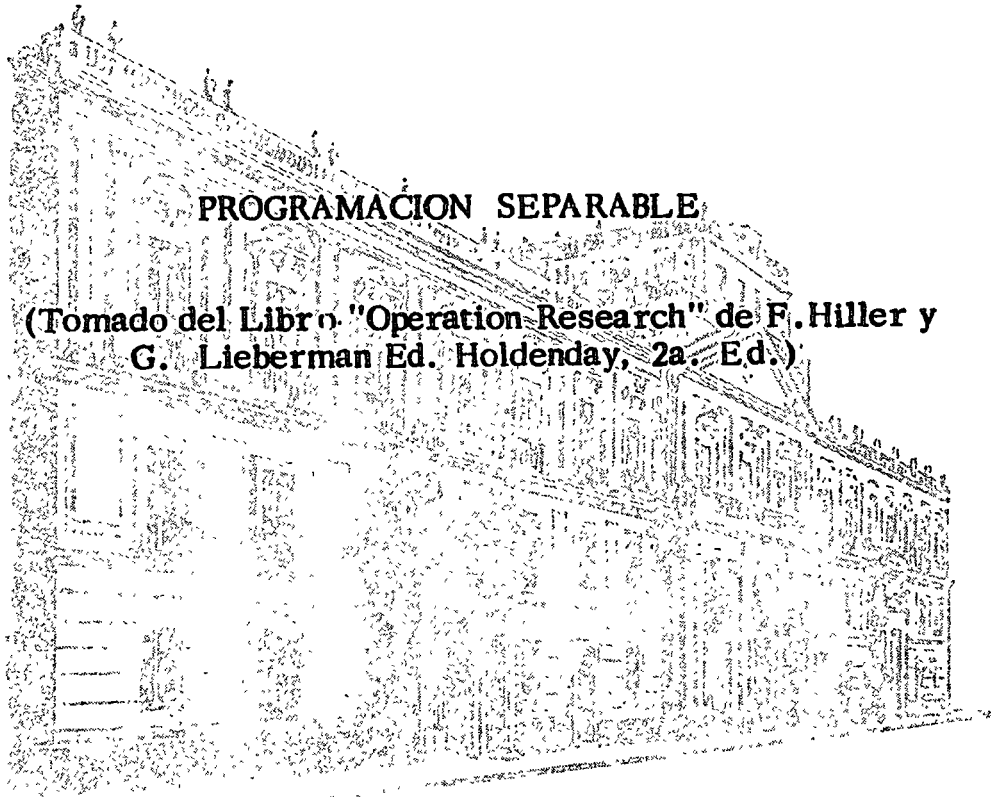 PROGRAMACION SEPARABLE
(Tomado del Libro "Operation Research" de F. Hiller y
G. Lieberman Ed. Holdenday, 2a. Ed.)